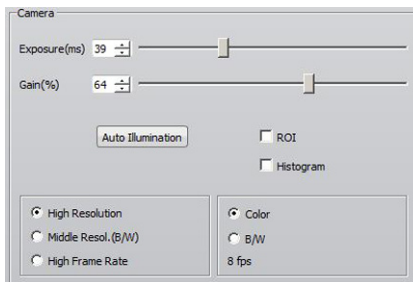 Camera
Exposure(ms) 39
Gain(%) 64
Auto Illumination
ROI
Histogram
High Resolution
Middle Resol.(B/W)
High Frame Rate
Color
B/W
8 fps